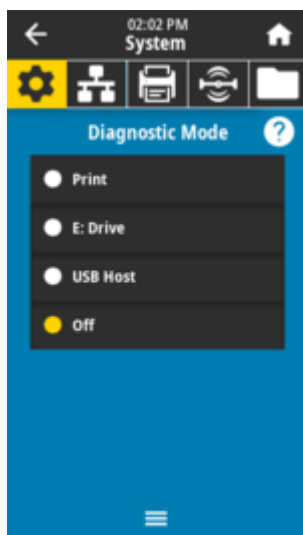 02:02 PM
System
Diagnostic Mode ?
Print
E: Drive
USB Host
Off